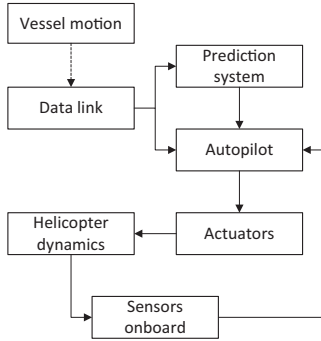 Vessel motion
Prediction
system
Data link
Autopilot
Helicopter
dynamics
Actuators
Sensors
onboard